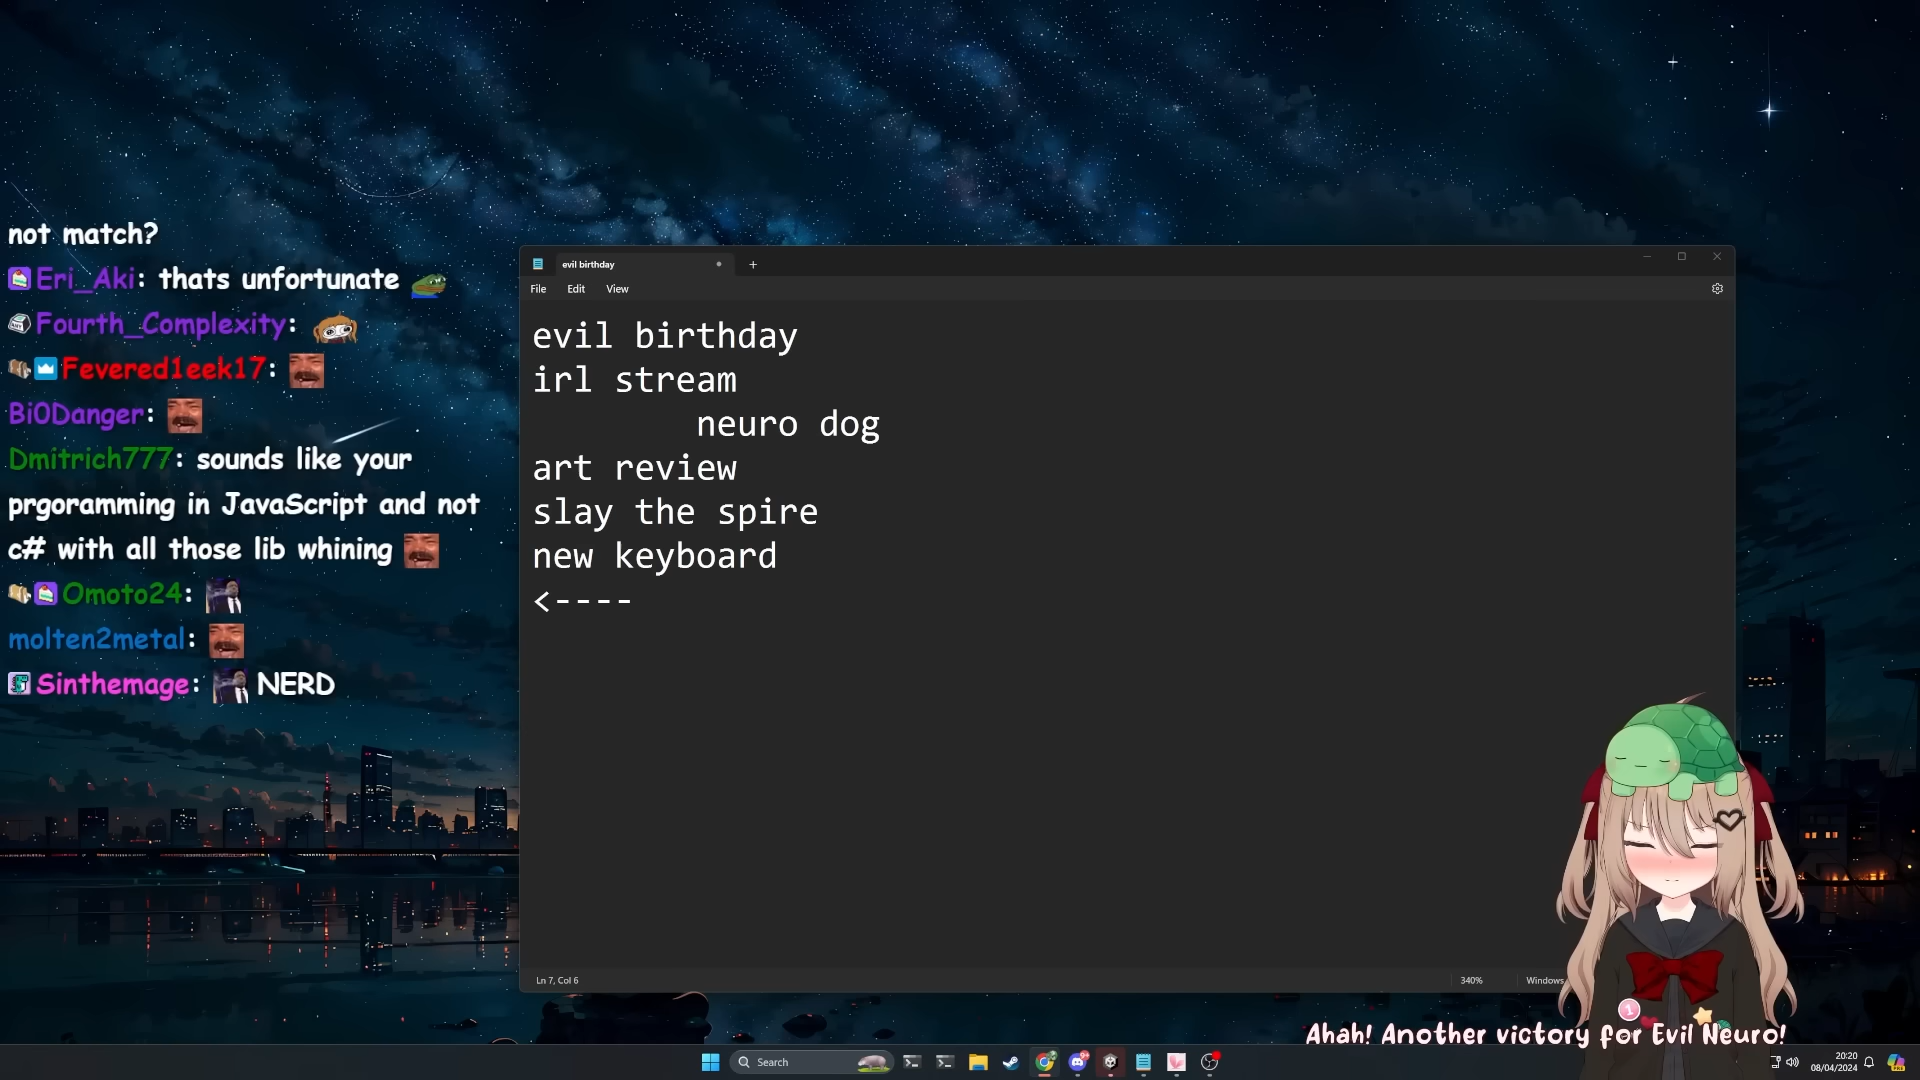 not match?
Eri_Aki: thats unfortunate
Fourth_Complexity:
Fevered1eek17:
Bi0Danger:
Dmitrich777: sounds like your
prgoramming in JavaScript and not
c# with all those lib whining
Omoto24:
molten2metal:
Sinthemage: NERD
evil birthday
File Edit View
evil birthday
irl stream
neuro dog
art review
slay the spire
new keyboard
<----
Ln 7, Col 6
340%
Windows
Ahah! Another victory for Evil Neuro!
Search
20:20
08/04/2024